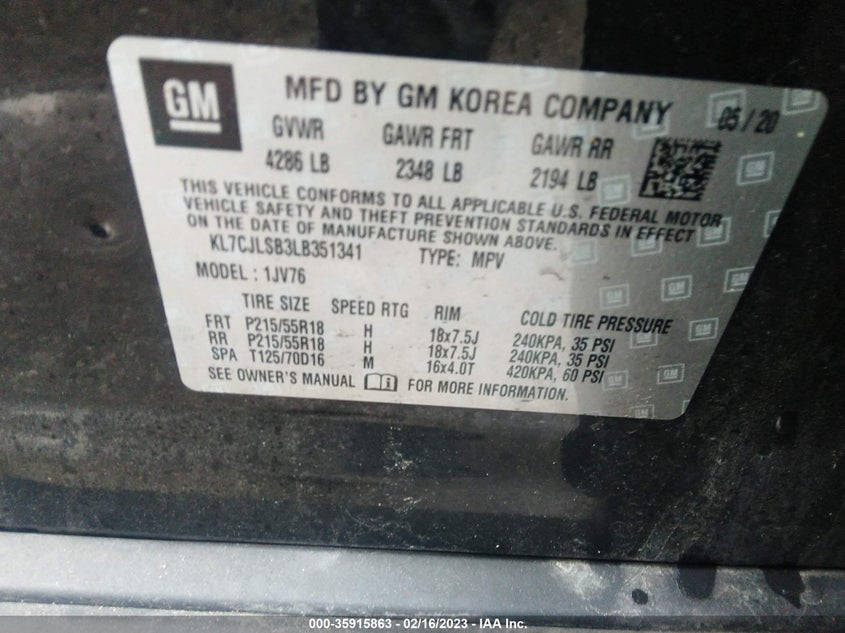 GM MFD BY GM KOREA COMPANY 05/20
GVWR GAWR FRT GAWR RR
4286 LB 2348 LB 2194 LB
THIS VEHICLE CONFORMS TO ALL APPLICABLE U.S. FEDERAL MOTOR
VEHICLE SAFETY AND THEFT PREVENTION STANDARDS IN EFFECT
ON THE DATE OF MANUFACTURE SHOWN ABOVE.
KL7CJLSB3LB351341 TYPE: MPV
MODEL : 1JV76
TIRE SIZE SPEED RTG RIM COLD TIRE PRESSURE
FRT P215/55R18 H 18x7.5J 240KPA, 35 PSI
RR P215/55R18 H 18x7.5J 240KPA, 35 PSI
SPA T125/70D16 M 16x4.0T 420KPA, 60 PSI
SEE OWNER'S MANUAL FOR MORE INFORMATION.
000-35915863 - 02/16/2023 - IAA Inc.